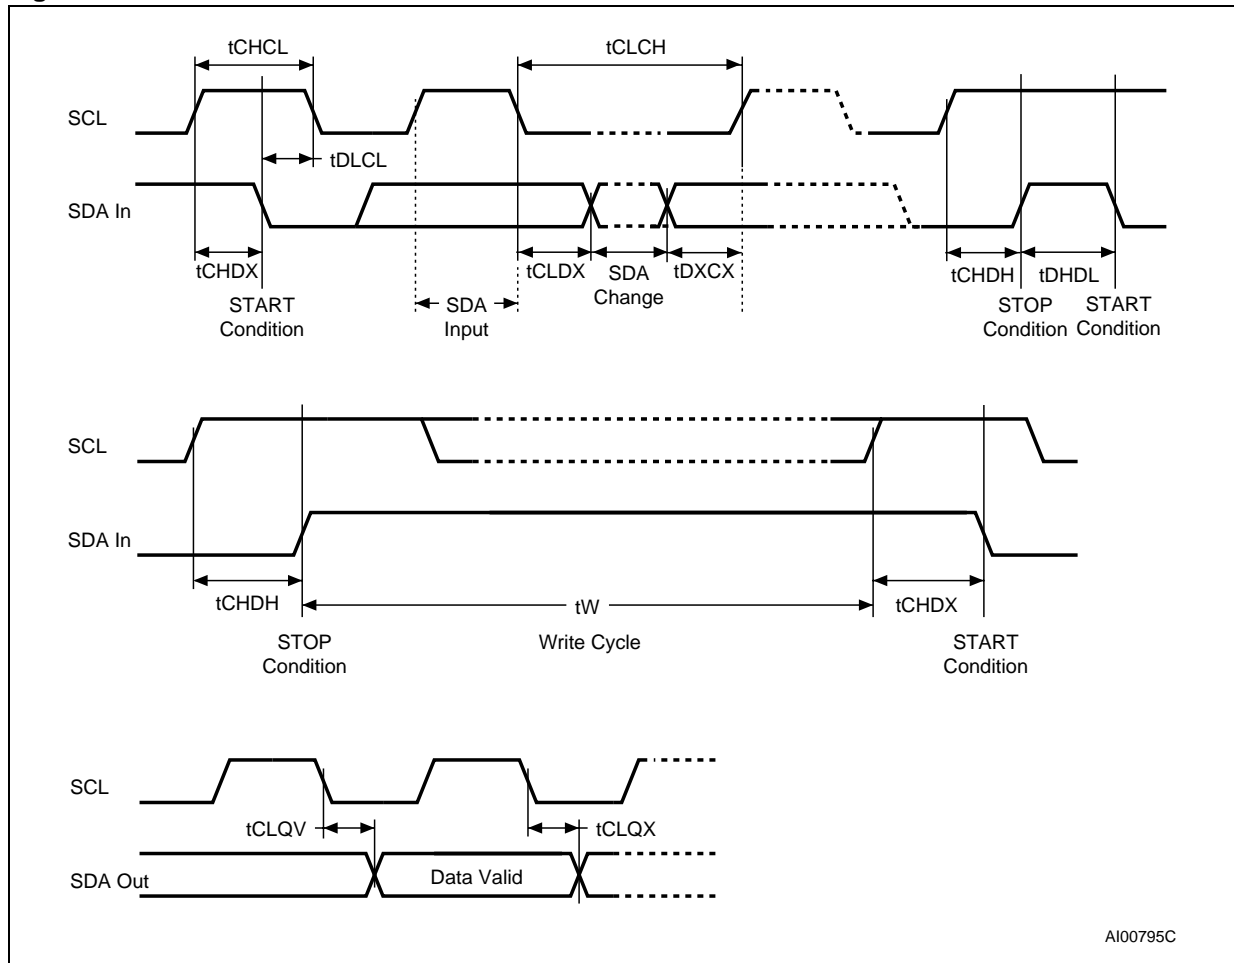 tCHCL
tCLCH
SCL
tDLCL
SDA In
tCHDX
tCLDX
SDA
Change
tDXCX
tCHDH
tDHDL
START
Condition
SDA
Input
STOP
Condition
START
Condition
SCL
SDA In
tCHDH
tW
tCHDX
STOP
Condition
Write Cycle
START
Condition
SCL
tCLQV
tCLQX
SDA Out
Data Valid
AI00795C